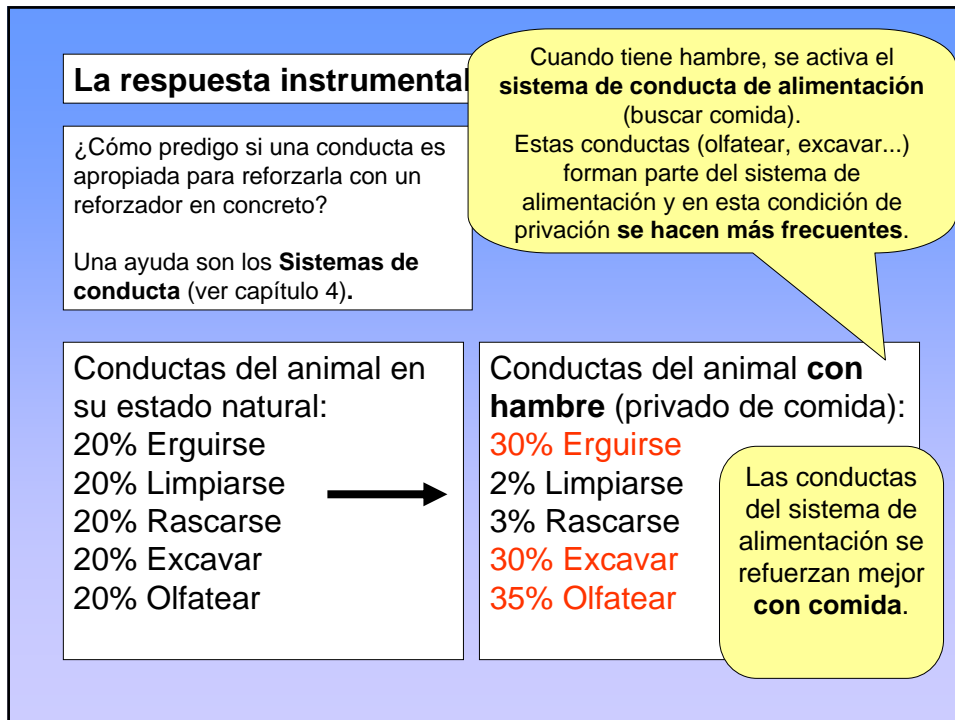 La respuesta instrumental
¿Cómo predigo si una conducta es
apropiada para reforzarla con un
reforzador en concreto?
Una ayuda son los Sistemas de
conducta (ver capítulo 4).
Cuando tiene hambre, se activa el
sistema de conducta de alimentación
(buscar comida).
Estas conductas (olfatear, excavar...)
forman parte del sistema de
alimentación y en esta condición de
privación se hacen más frecuentes.
Conductas del animal en
su estado natural:
20% Erguirse
20% Limpiarse
20% Rascarse
20% Excavar
20% Olfatear
Conductas del animal con
hambre (privado de comida):
30% Erguirse
2% Limpiarse
3% Rascarse
30% Excavar
35% Olfatear
Las conductas
del sistema de
alimentación se
refuerzan mejor
con comida.